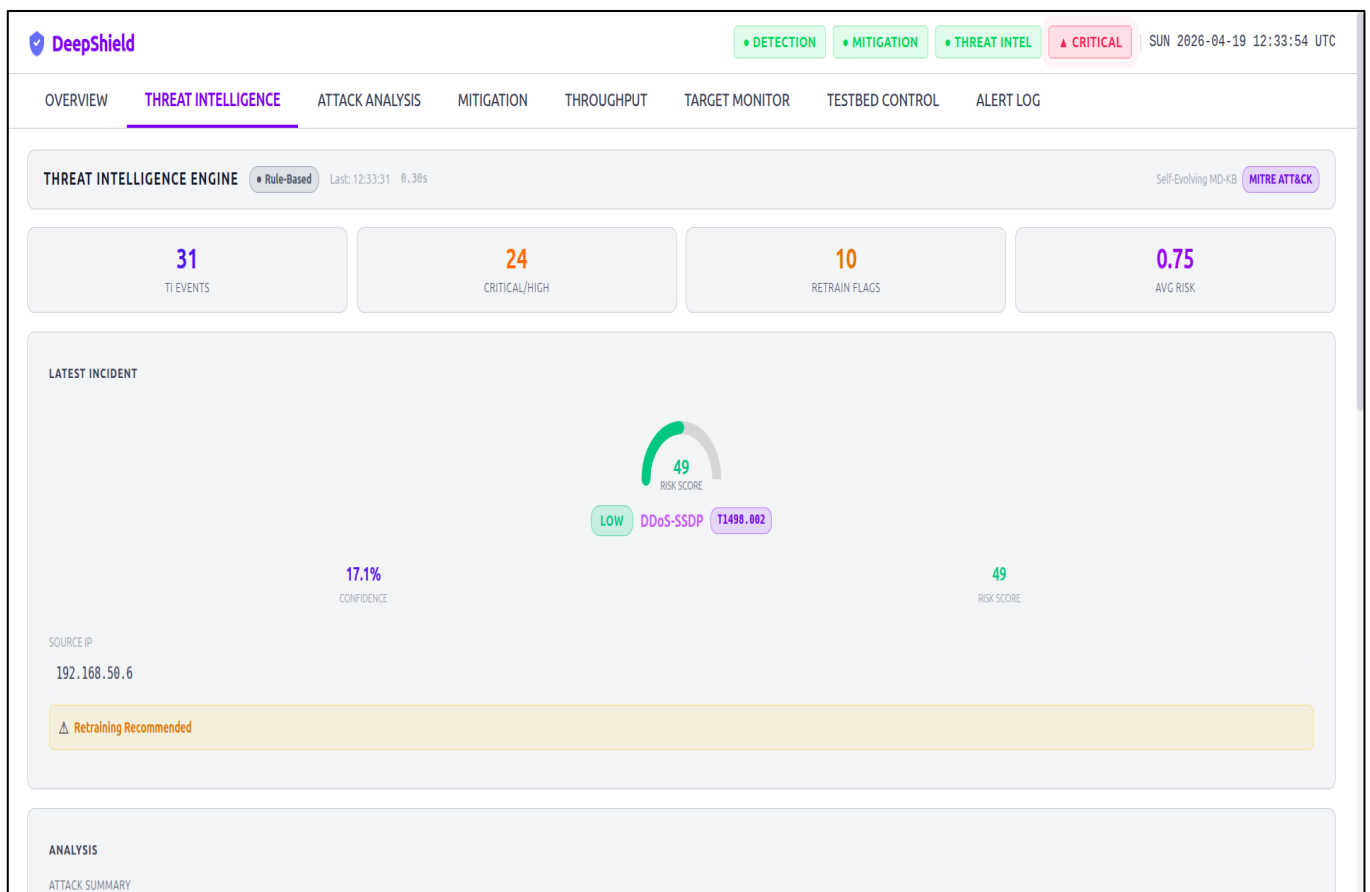 DeepShield
● DETECTION ● MITIGATION ● THREAT INTEL ▲ CRITICAL SUN 2026-04-19 12:33:54 UTC
OVERVIEW THREAT INTELLIGENCE ATTACK ANALYSIS MITIGATION THROUGHPUT TARGET MONITOR TESTBED CONTROL ALERT LOG
THREAT INTELLIGENCE ENGINE ● Rule-Based Last: 12:33:31 0.30s Self-Evolving MD-KB MITRE ATT&CK
31 24 10 0.75
TI EVENTS CRITICAL/HIGH RETRAIN FLAGS AVG RISK
LATEST INCIDENT
49
RISK SCORE
LOW DDoS-SSDP T1498.002
17.1% 49
CONFIDENCE RISK SCORE
SOURCE IP
192.168.50.6
⚠ Retraining Recommended
ANALYSIS
ATTACK SUMMARY